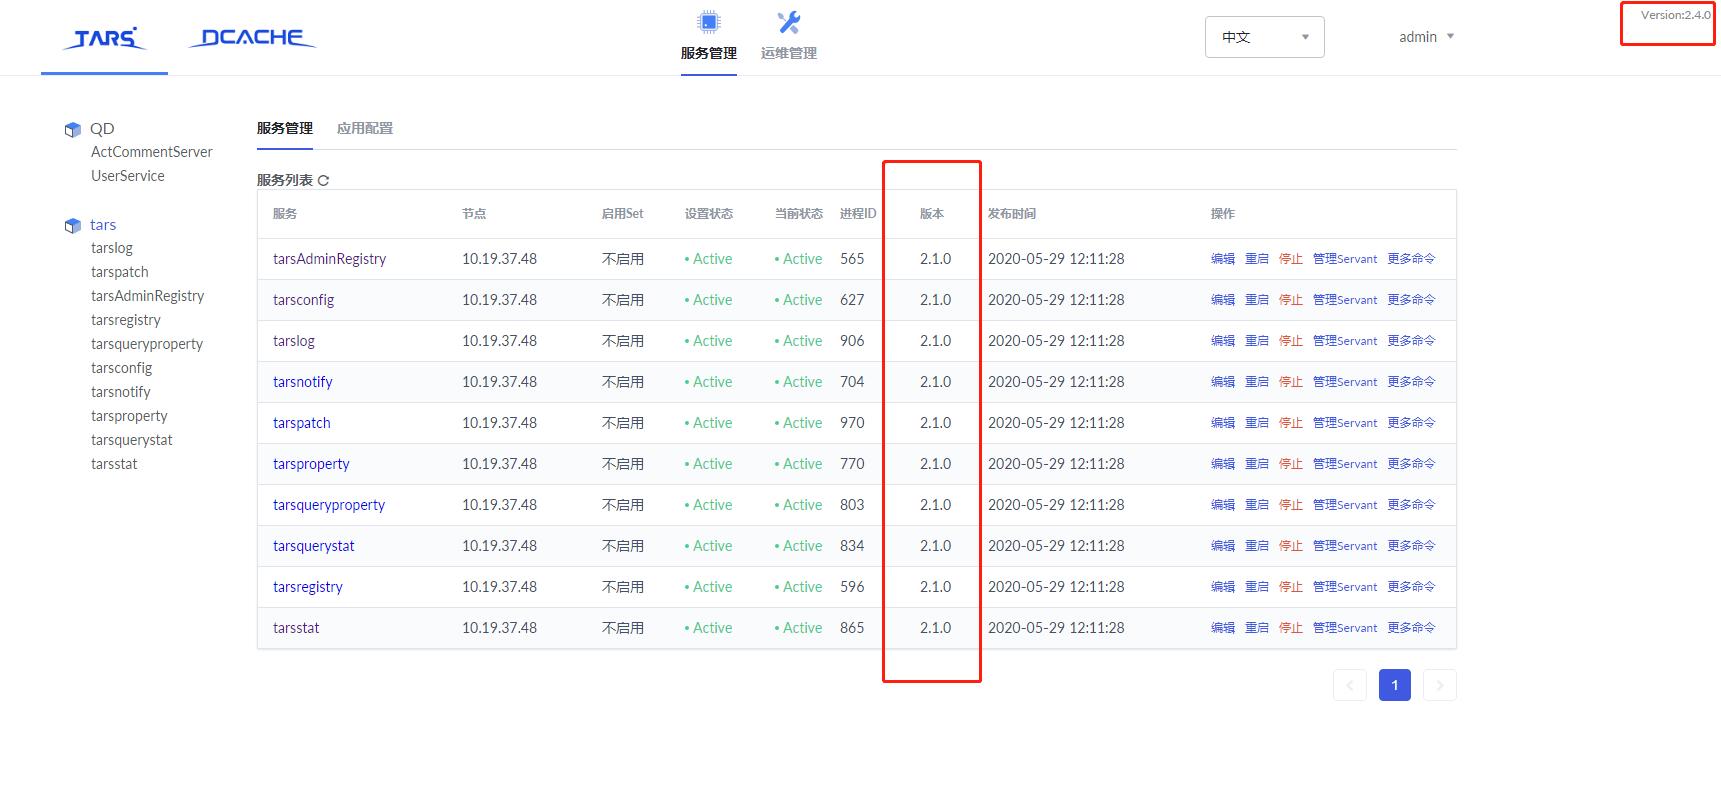 TARS DCACHE
服务管理 运维管理
中文 admin Version:2.4.0
QD
ActCommentServer
UserService
tars
tarslog
tarspatch
tarsAdminRegistry
tarsregistry
tarsqueryproperty
tarsconfig
tarsnotify
tarsproperty
tarsquerystat
tarsstat
服务管理 应用配置
服务列表
服务 节点 启用Set 设置状态 当前状态 进程ID 版本 发布时间 操作
tarsAdminRegistry 10.19.37.48 不启用 • Active • Active 565 2.1.0 2020-05-29 12:11:28 编辑 重启 停止 管理Servant 更多命令
tarsconfig 10.19.37.48 不启用 • Active • Active 627 2.1.0 2020-05-29 12:11:28 编辑 重启 停止 管理Servant 更多命令
tarslog 10.19.37.48 不启用 • Active • Active 906 2.1.0 2020-05-29 12:11:28 编辑 重启 停止 管理Servant 更多命令
tarsnotify 10.19.37.48 不启用 • Active • Active 704 2.1.0 2020-05-29 12:11:28 编辑 重启 停止 管理Servant 更多命令
tarspatch 10.19.37.48 不启用 • Active • Active 970 2.1.0 2020-05-29 12:11:28 编辑 重启 停止 管理Servant 更多命令
tarsproperty 10.19.37.48 不启用 • Active • Active 770 2.1.0 2020-05-29 12:11:28 编辑 重启 停止 管理Servant 更多命令
tarsqueryproperty 10.19.37.48 不启用 • Active • Active 803 2.1.0 2020-05-29 12:11:28 编辑 重启 停止 管理Servant 更多命令
tarsquerystat 10.19.37.48 不启用 • Active • Active 834 2.1.0 2020-05-29 12:11:28 编辑 重启 停止 管理Servant 更多命令
tarsregistry 10.19.37.48 不启用 • Active • Active 596 2.1.0 2020-05-29 12:11:28 编辑 重启 停止 管理Servant 更多命令
tarsstat 10.19.37.48 不启用 • Active • Active 865 2.1.0 2020-05-29 12:11:28 编辑 重启 停止 管理Servant 更多命令
1